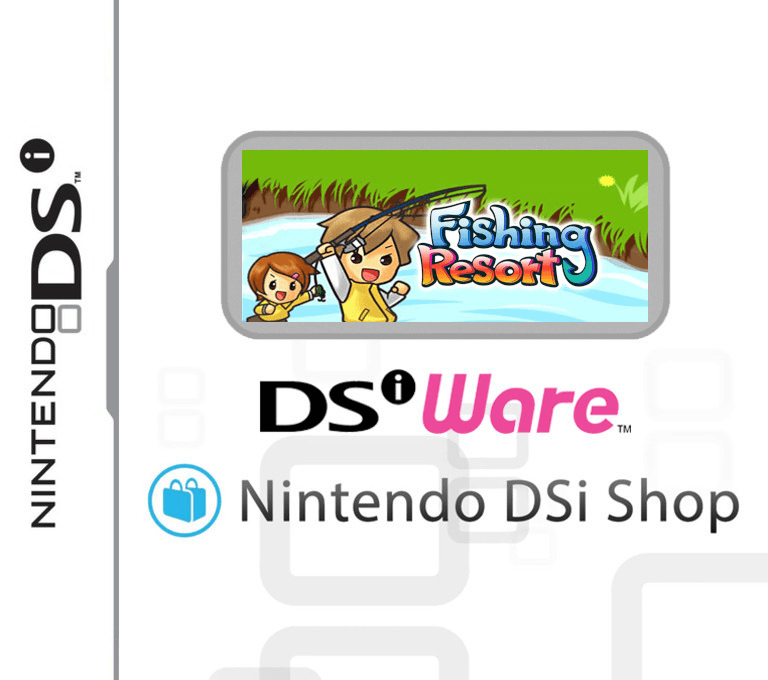 NINTENDO DSi™
Fishing
Resort
DSi Ware™
Nintendo DSi Shop